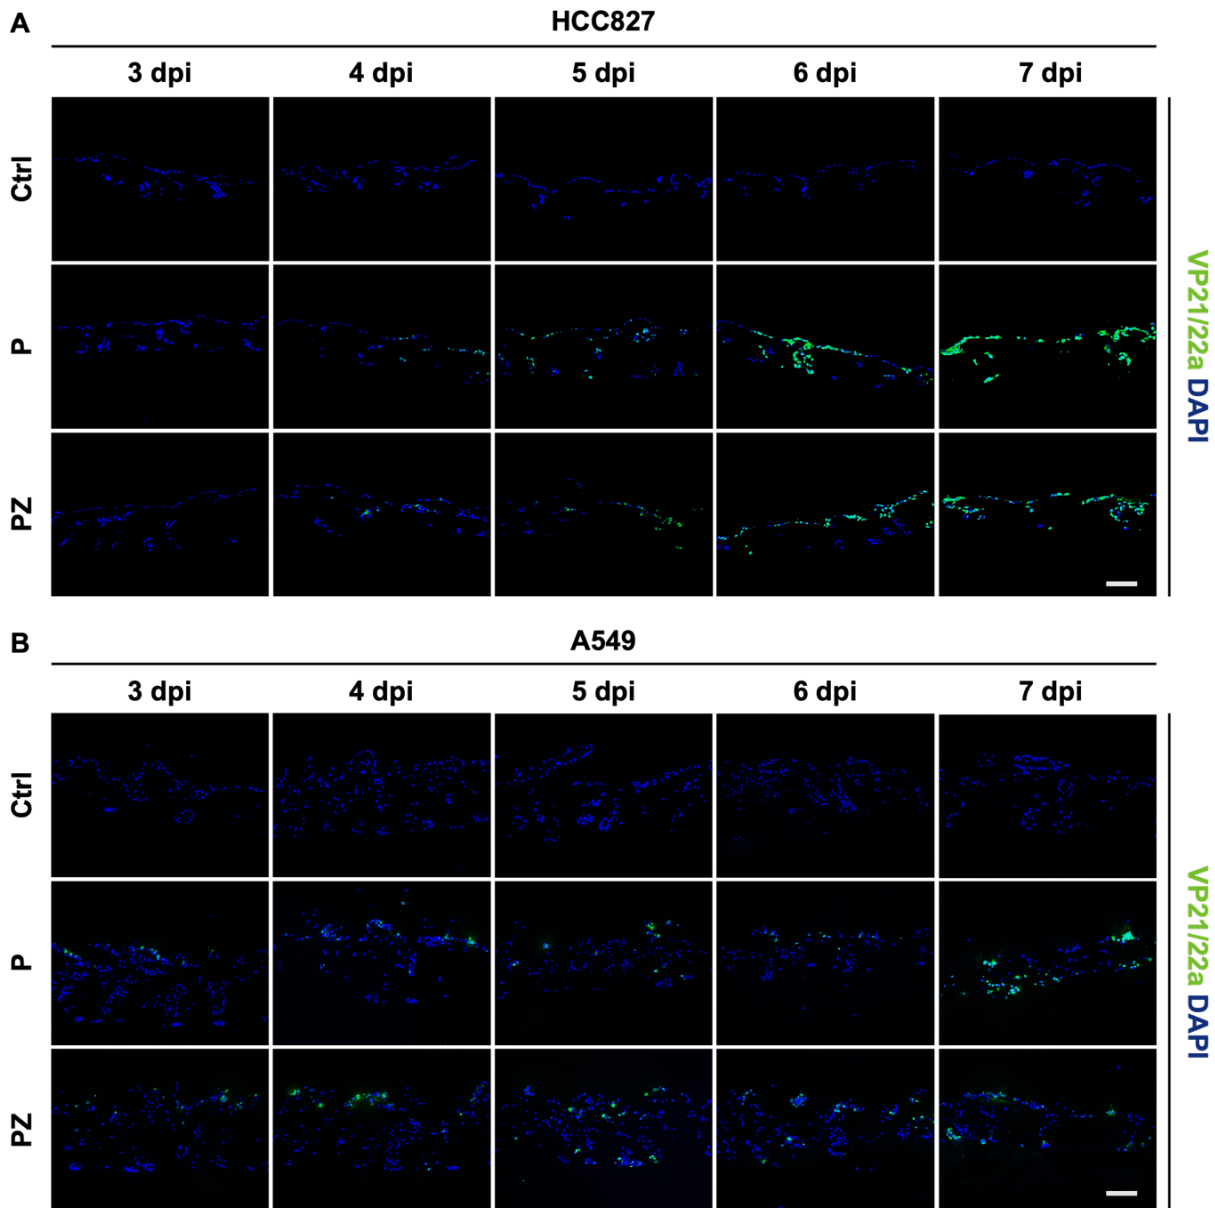 A
HCC827
3 dpi 4 dpi 5 dpi 6 dpi 7 dpi
Ctrl
P
PZ
VP21/22a DAPI
B
A549
3 dpi 4 dpi 5 dpi 6 dpi 7 dpi
Ctrl
P
PZ
VP21/22a DAPI